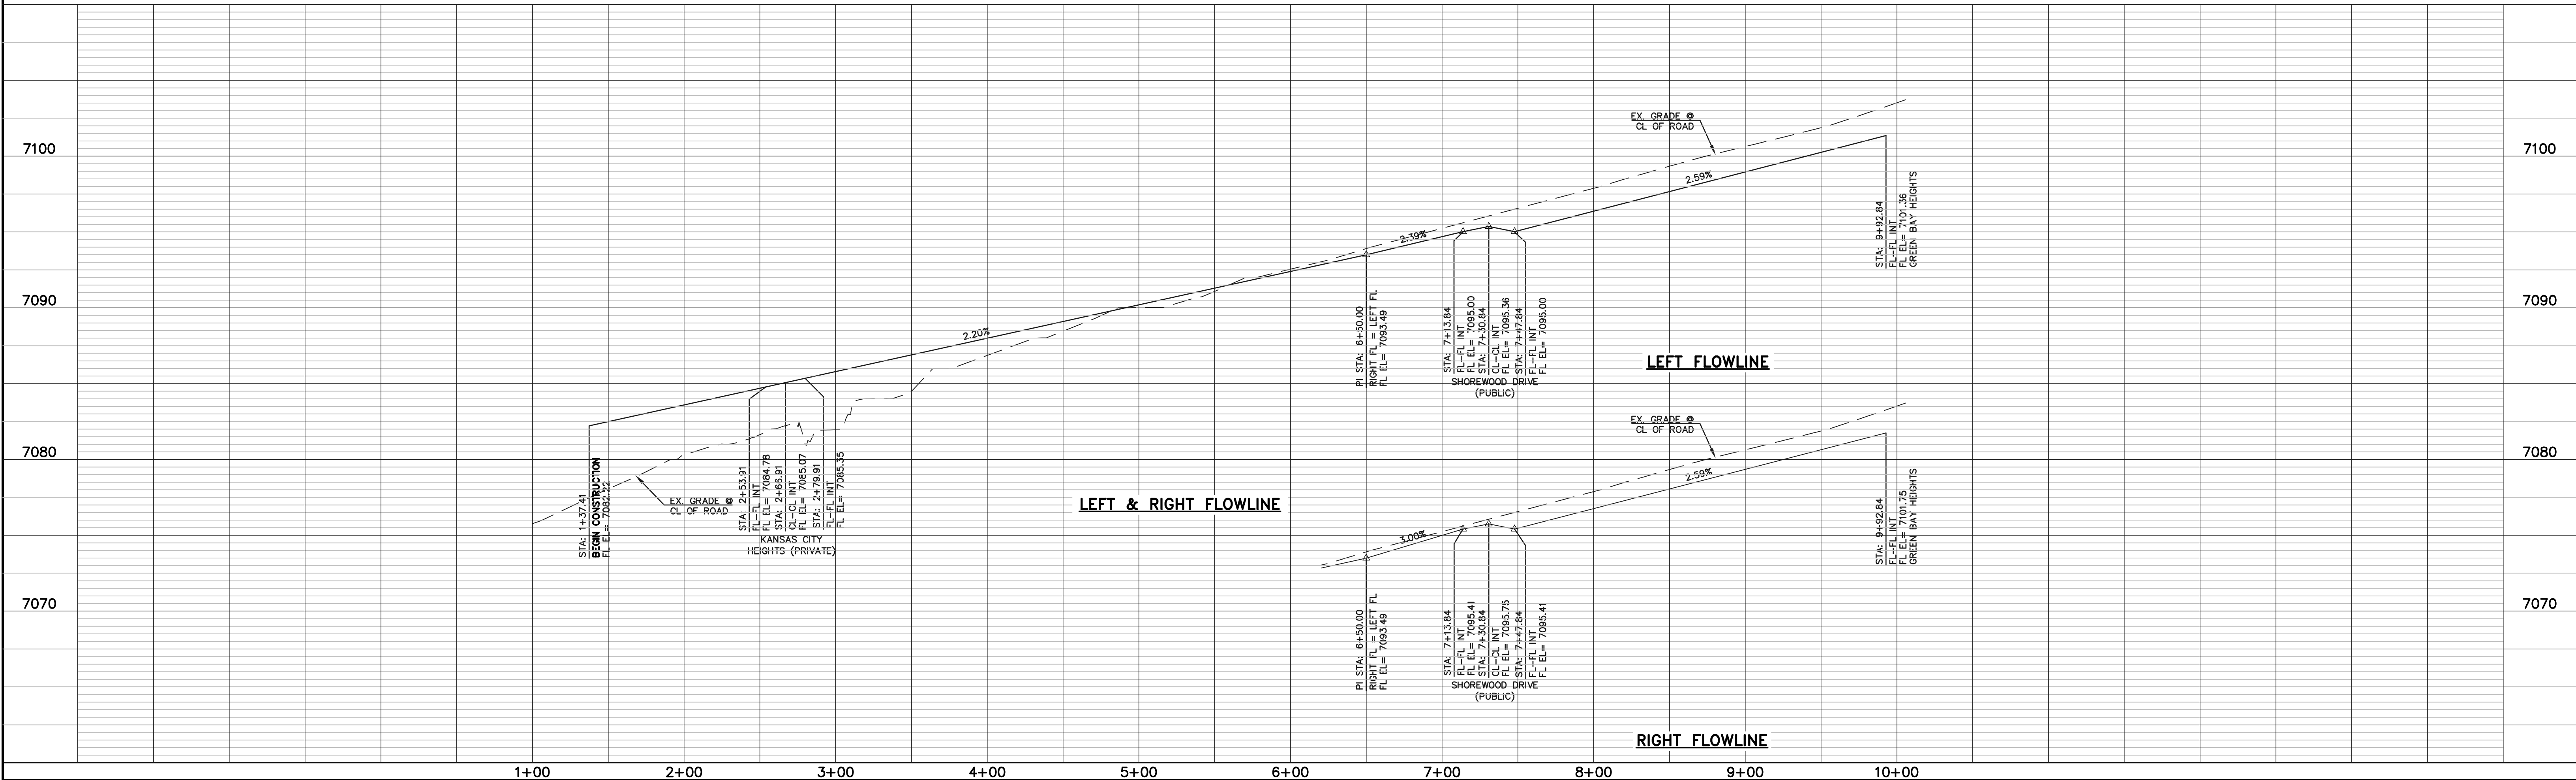 7100
7090
7080
7070
7100
7090
7080
7070
STA: 1+37.41
BEGIN CONSTRUCTION
FL EL= 7082.22
EX. GRADE @
CL OF ROAD
STA: 2+53.91
FL-FL INT
FL EL= 7084.78
STA: 2+66.91
CL-CL INT
FL EL= 7085.07
STA: 2+79.91
FL-FL INT
FL EL= 7085.35
KANSAS CITY
HEIGHTS (PRIVATE)
2.20%
LEFT & RIGHT FLOWLINE
PI STA: 6+50.00
RIGHT FL = LEFT FL
FL EL= 7093.49
2.39%
STA: 7+13.84
FL-FL INT
FL EL= 7095.00
STA: 7+30.84
CL-CL INT
FL EL= 7095.36
STA: 7+47.84
FL-FL INT
FL EL= 7095.00
SHOREWOOD DRIVE
(PUBLIC)
EX. GRADE @
CL OF ROAD
2.59%
STA: 9+92.84
FL-FL INT
FL EL= 7101.36
GREEN BAY HEIGHTS
LEFT FLOWLINE
EX. GRADE @
CL OF ROAD
2.59%
3.00%
PI STA: 6+50.00
RIGHT FL = LEFT FL
FL EL= 7093.49
STA: 7+13.84
FL-FL INT
FL EL= 7095.41
STA: 7+30.84
CL-CL INT
FL EL= 7095.75
STA: 7+47.84
FL-FL INT
FL EL= 7095.41
SHOREWOOD DRIVE
(PUBLIC)
STA: 9+92.84
FL-FL INT
FL EL= 7101.75
GREEN BAY HEIGHTS
RIGHT FLOWLINE
1+00 2+00 3+00 4+00 5+00 6+00 7+00 8+00 9+00 10+00